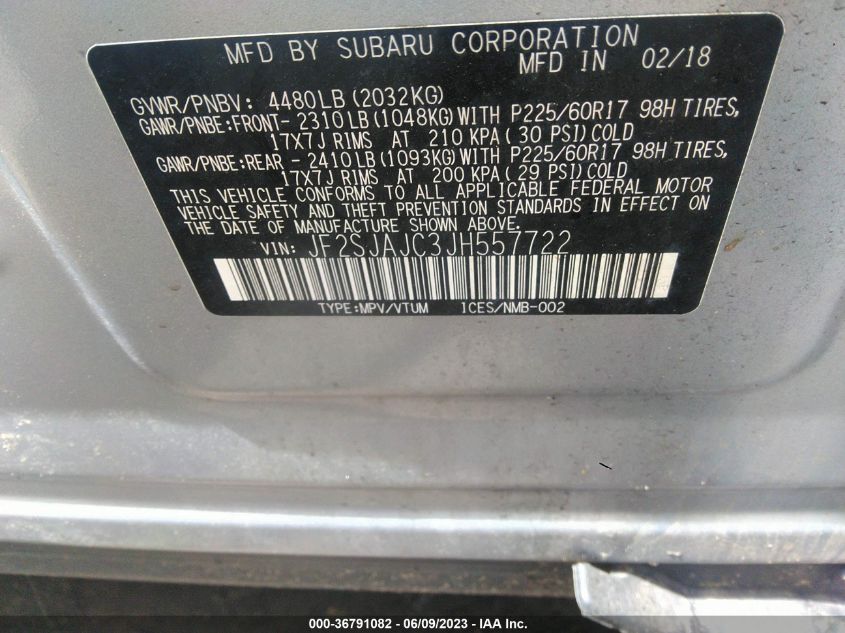 MFD BY SUBARU CORPORATION
MFD IN 02/18
GVWR/PNBV: 4480LB(2032KG)
GAWR/PNBE:FRONT- 2310LB(1048KG)WITH P225/60R17 98H TIRES,
17X7J RIMS AT 210 KPA( 30 PSI)COLD
GAWR/PNBE:REAR - 2410LB(1093KG)WITH P225/60R17 98H TIRES,
17X7J RIMS AT 200 KPA( 29 PSI)COLD
THIS VEHICLE CONFORMS TO ALL APPLICABLE FEDERAL MOTOR
VEHICLE SAFETY AND THEFT PREVENTION STANDARDS IN EFFECT ON
THE DATE OF MANUFACTURE SHOWN ABOVE.
VIN: JF2SJAJC3JH557722
TYPE:MPV/VTUM ICES/NMB-002
000-36791082 - 06/09/2023 - IAA Inc.